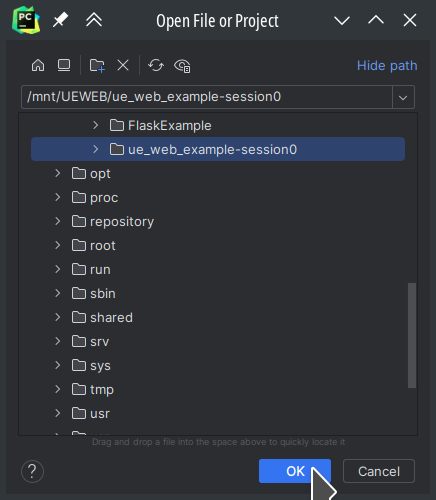 PC
Open File or Project
Hide path
/mnt/UEWEB/ue_web_example-session0
FlaskExample
ue_web_example-session0
opt
proc
repository
root
run
sbin
shared
srv
sys
tmp
usr
Drag and drop a file into the space above to quickly locate it
?
OK
Cancel